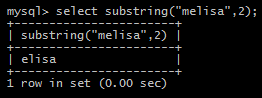 mysql> select substring("melisa",2);
+-----------------------+
| substring("melisa",2) |
+-----------------------+
| elisa                 |
+-----------------------+
1 row in set (0.00 sec)